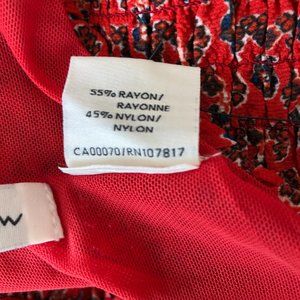 55% RAYON/
RAYONNE
45% NYLON/
NYLON
CA00070/RN107817
W